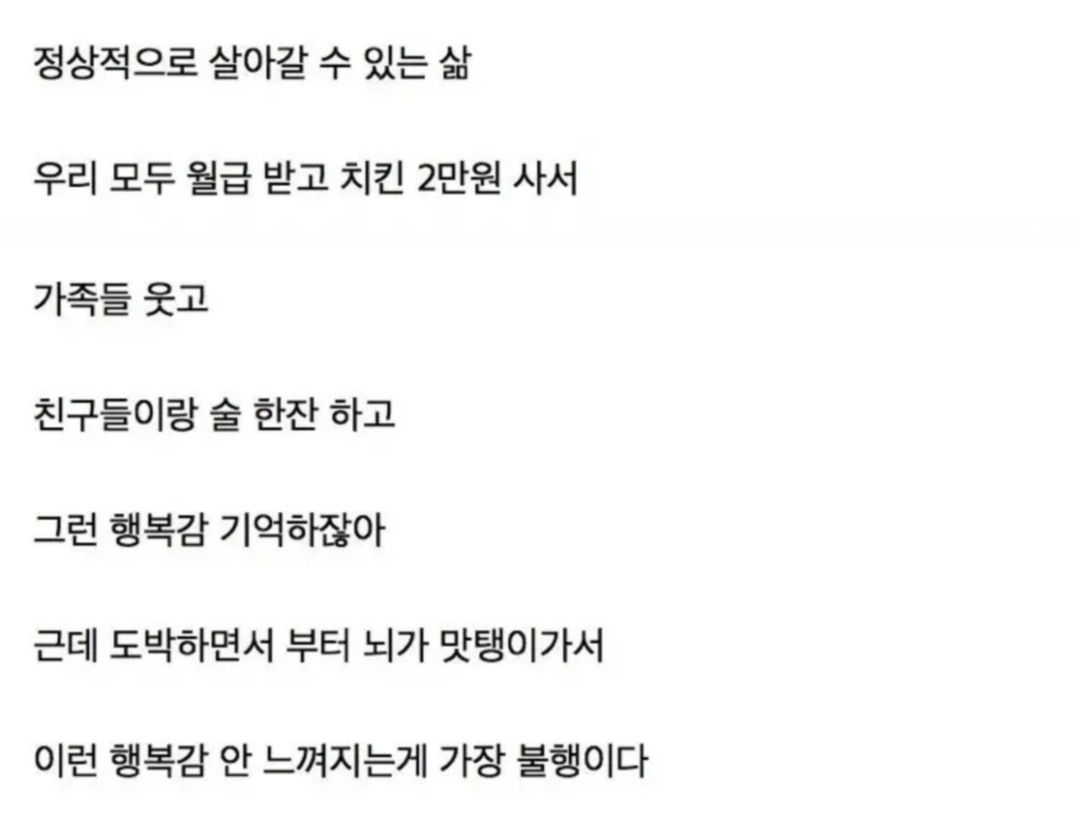 정상적으로 살아갈 수 있는 삶
우리 모두 월급 받고 치킨 2만원 사서
가족들 웃고
친구들이랑 술 한잔 하고
그런 행복감 기억하잖아
근데 도박하면서 부터 뇌가 맛탱이가서
이런 행복감 안 느껴지는게 가장 불행이다